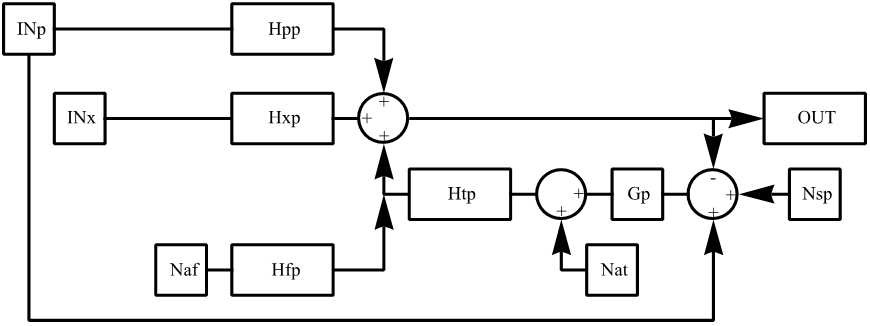 INp
Hpp
+
INx
Hxp
+
+
OUT
-
Htp
+
Gp
+
Nsp
+
+
Naf
Hfp
Nat